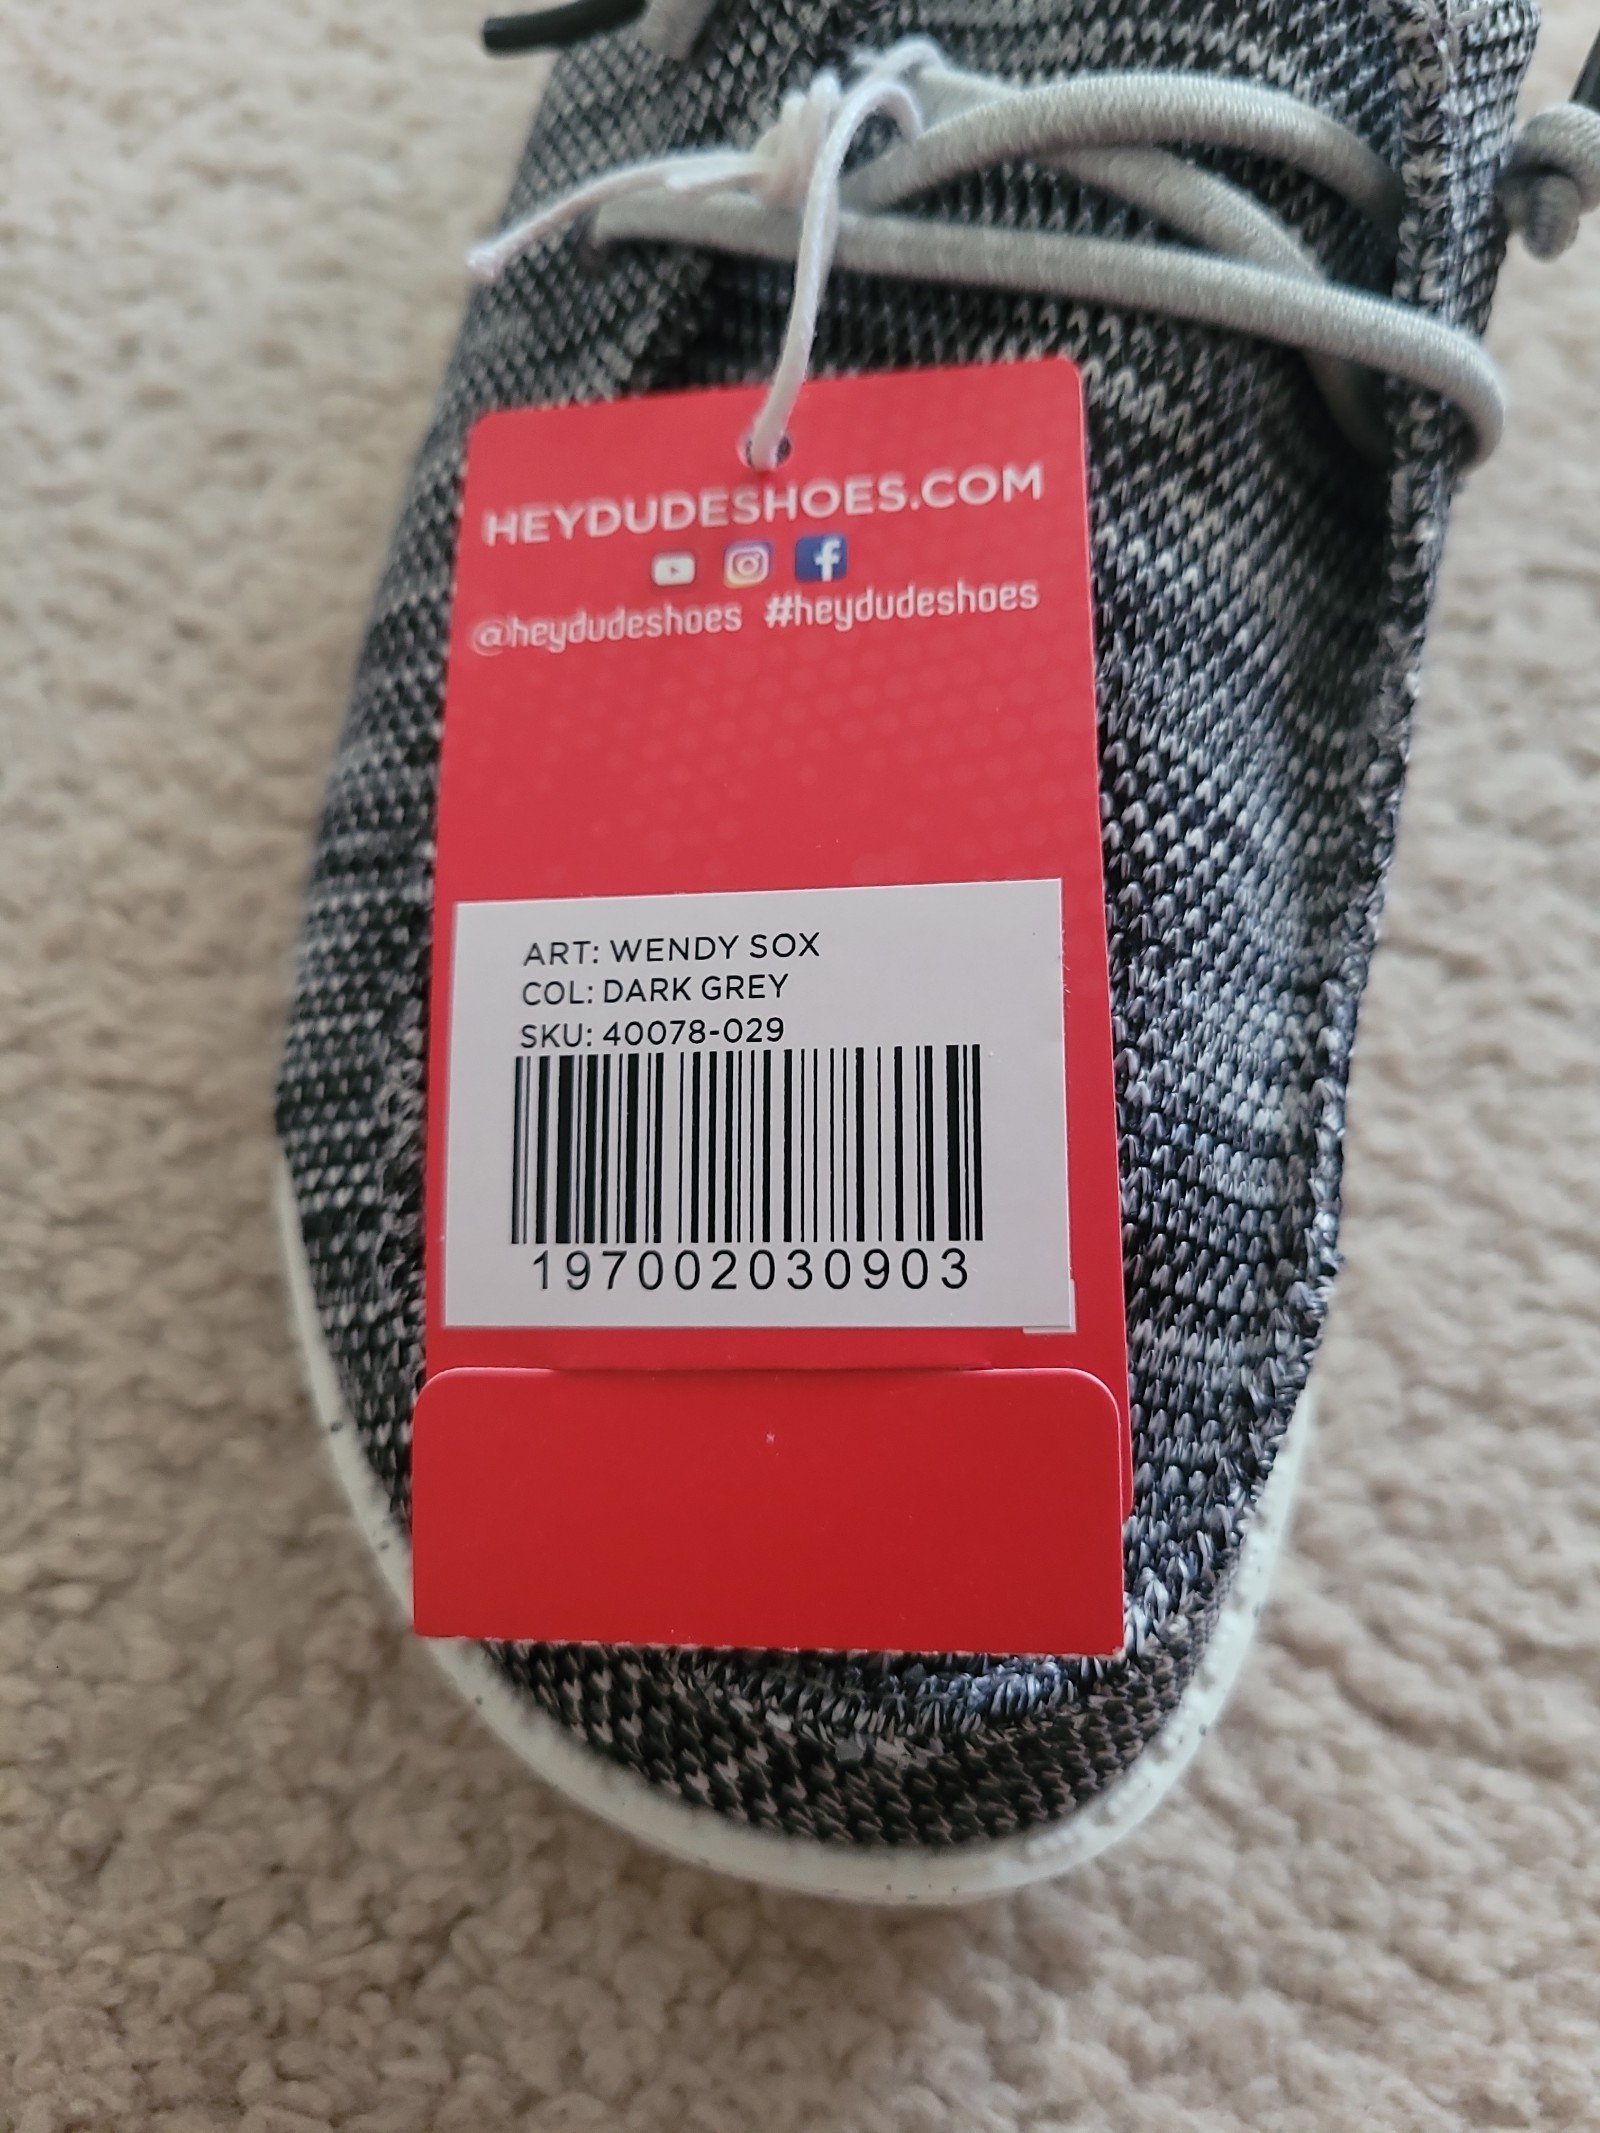 HEYDUDESHOES.COM
@heydudeshoes #heydudeshoes
ART: WENDY SOX
COL: DARK GREY
SKU: 40078-029
197002030903